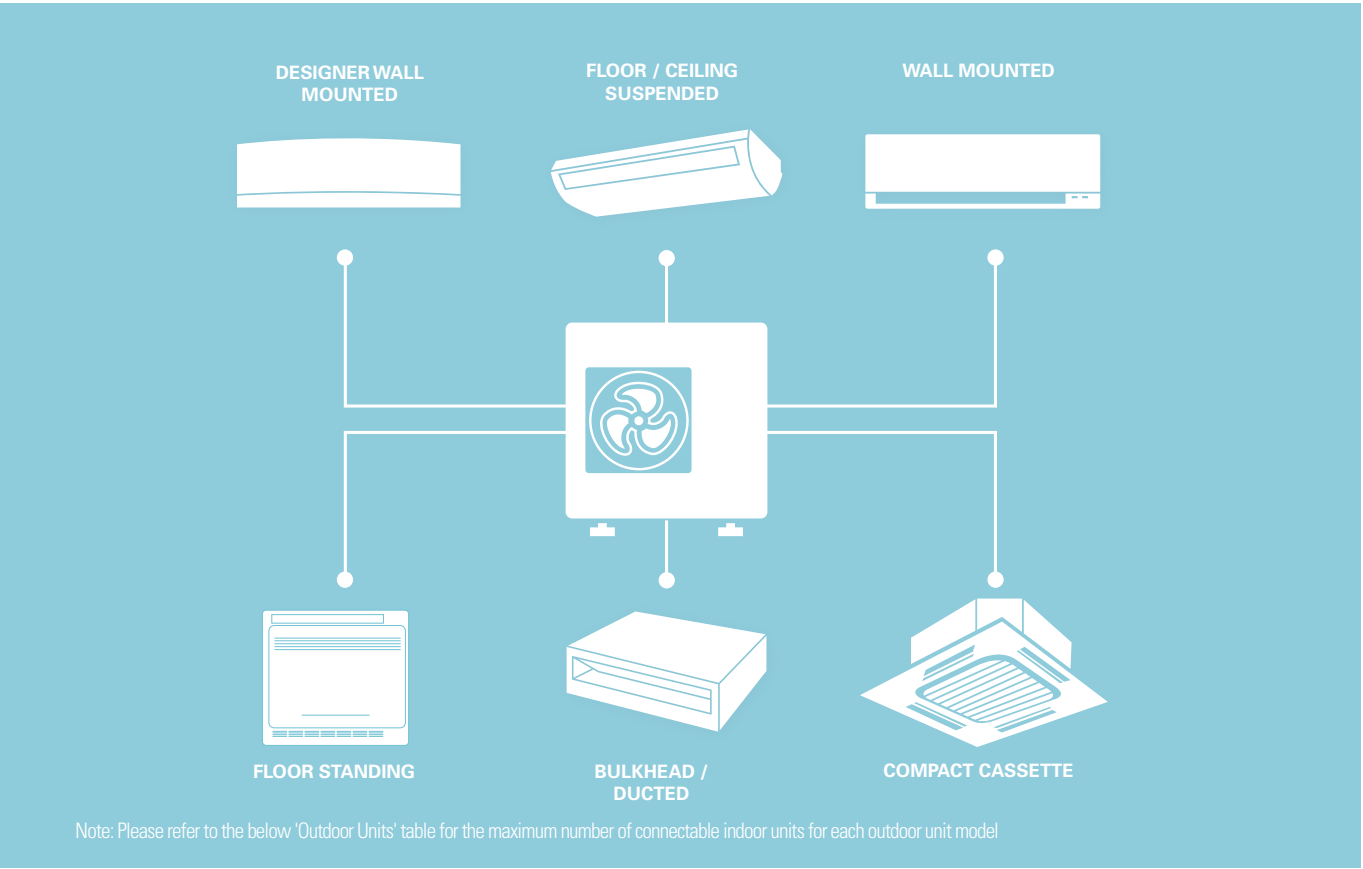 DESIGNER WALL
MOUNTED
FLOOR / CEILING
SUSPENDED
WALL MOUNTED
FLOOR STANDING
BULKHEAD /
DUCTED
COMPACT CASSETTE
Note: Please refer to the below 'Outdoor Units' table for the maximum number of connectable indoor units for each outdoor unit model